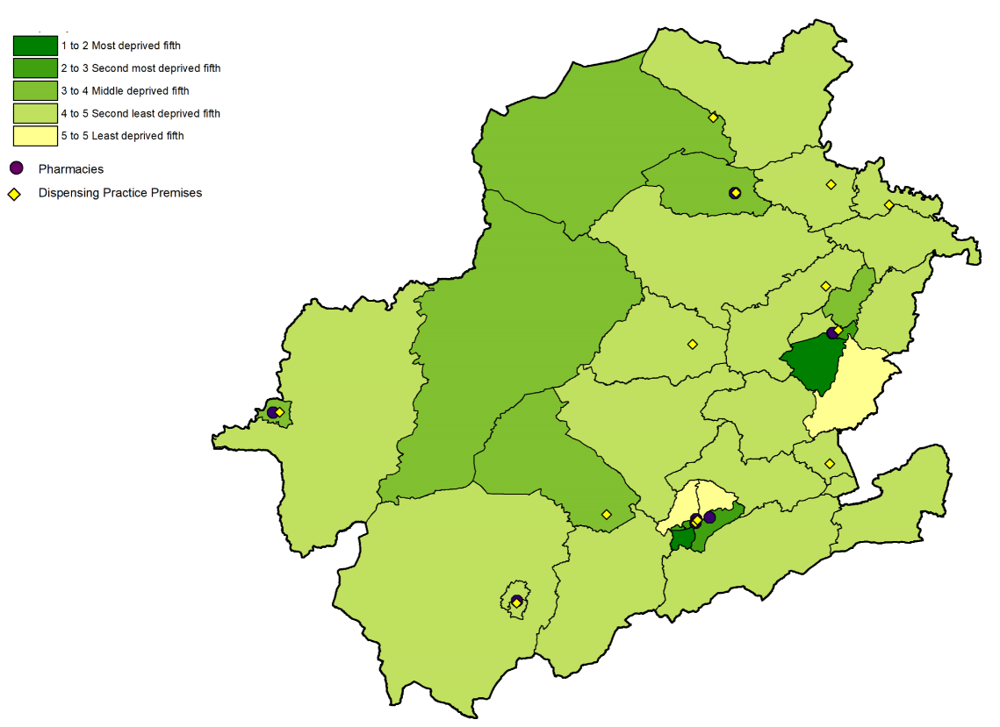 1 to 2 Most deprived fifth
2 to 3 Second most deprived fifth
3 to 4 Middle deprived fifth
4 to 5 Second least deprived fifth
5 to 5 Least deprived fifth
Pharmacies
Dispensing Practice Premises